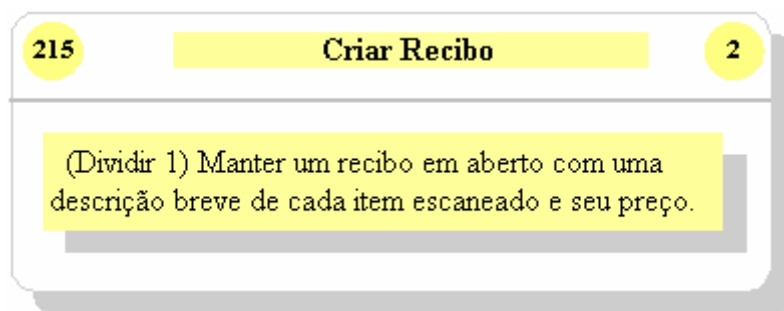 215 Criar Recibo 2
(Dividir 1) Manter um recibo em aberto com uma
descrição breve de cada item escaneado e seu preço.